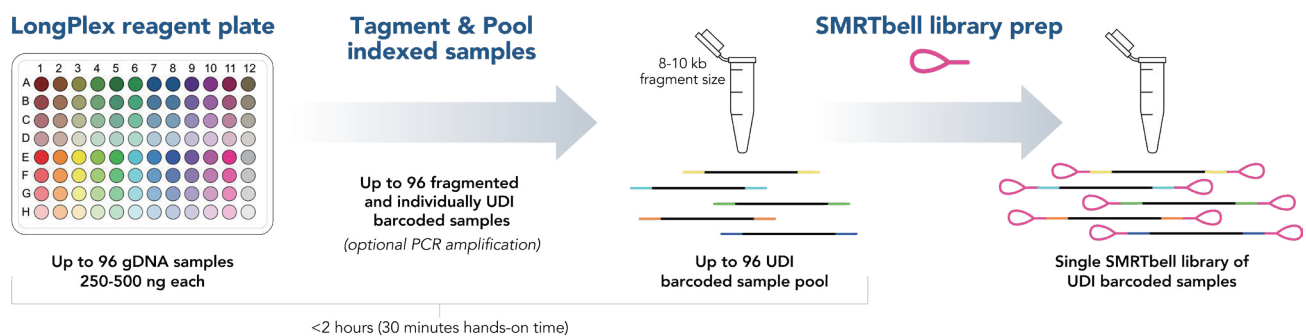 LongPlex reagent plate
1 2 3 4 5 6 7 8 9 10 11 12
A
B
C
D
E
F
G
H
Up to 96 gDNA samples
250-500 ng each
Tagment & Pool
indexed samples
Up to 96 fragmented
and individually UDI
barcoded samples
(optional PCR amplification)
8-10 kb
fragment size
Up to 96 UDI
barcoded sample pool
SMRTbell library prep
Single SMRTbell library of
UDI barcoded samples
<2 hours (30 minutes hands-on time)